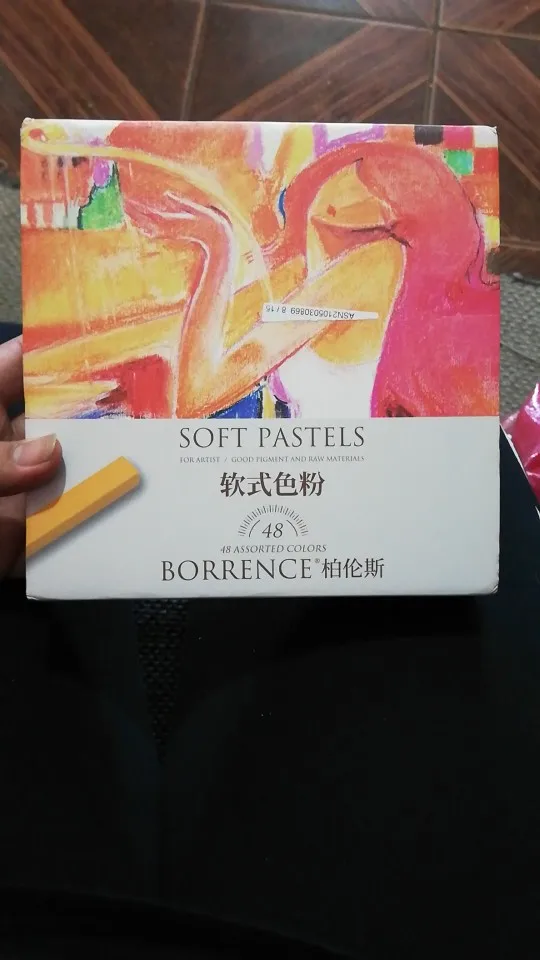 ASN2105030869 8/15
SOFT PASTELS
FOR ARTIST / GOOD PIGMENT AND RAW MATERIALS
软式色粉
48
48 ASSORTED COLORS
BORRENCE®柏伦斯